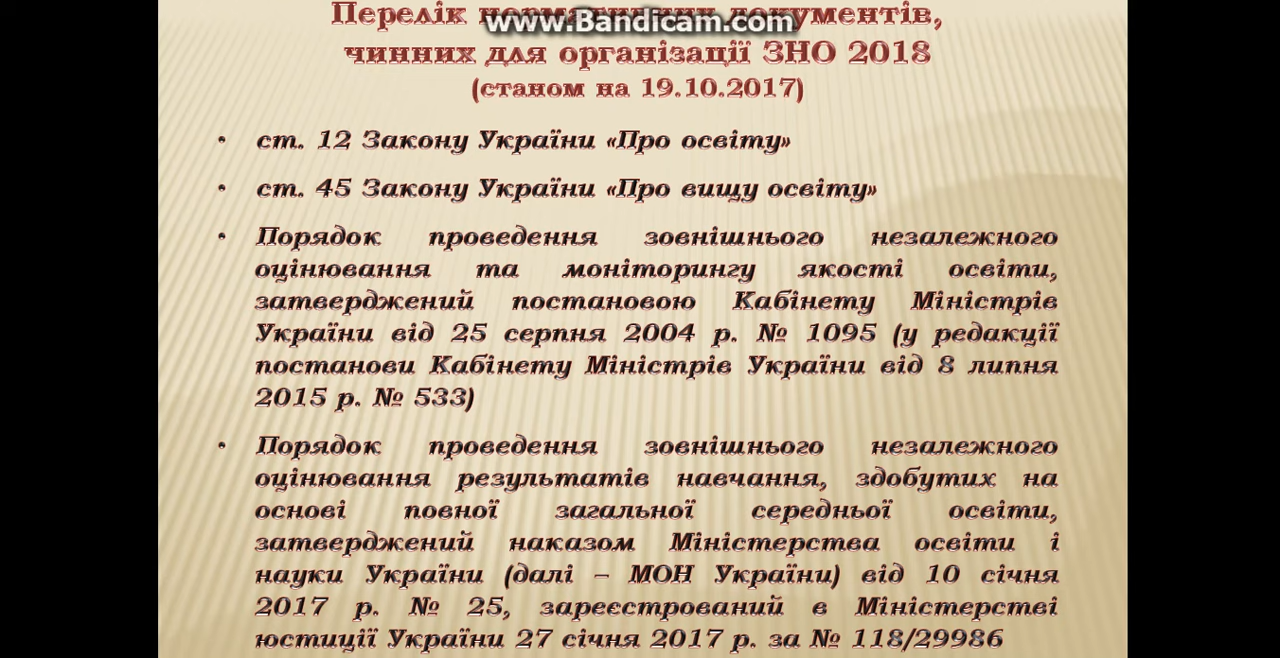 Перелік нормативних документів,
www.Bandicam.com
чинних для організації ЗНО 2018
(станом на 19.10.2017)
• ст. 12 Закону України «Про освіту»
• ст. 45 Закону України «Про вищу освіту»
• Порядок проведення зовнішнього незалежного
оцінювання та моніторингу якості освіти,
затверджений постановою Кабінету Міністрів
України від 25 серпня 2004 р. № 1095 (у редакції
постанови Кабінету Міністрів України від 8 липня
2015 р. № 533)
• Порядок проведення зовнішнього незалежного
оцінювання результатів навчання, здобутих на
основі повної загальної середньої освіти,
затверджений наказом Міністерства освіти і
науки України (далі – МОН України) від 10 січня
2017 р. № 25, зареєстрований в Міністерстві
юстиції України 27 січня 2017 р. за № 118/29986